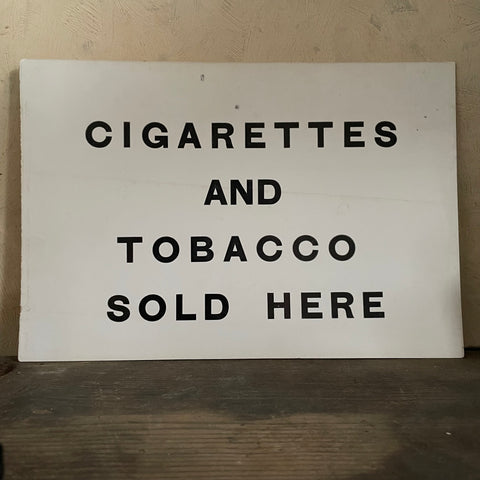 CIGARETTES
AND
TOBACCO
SOLD HERE